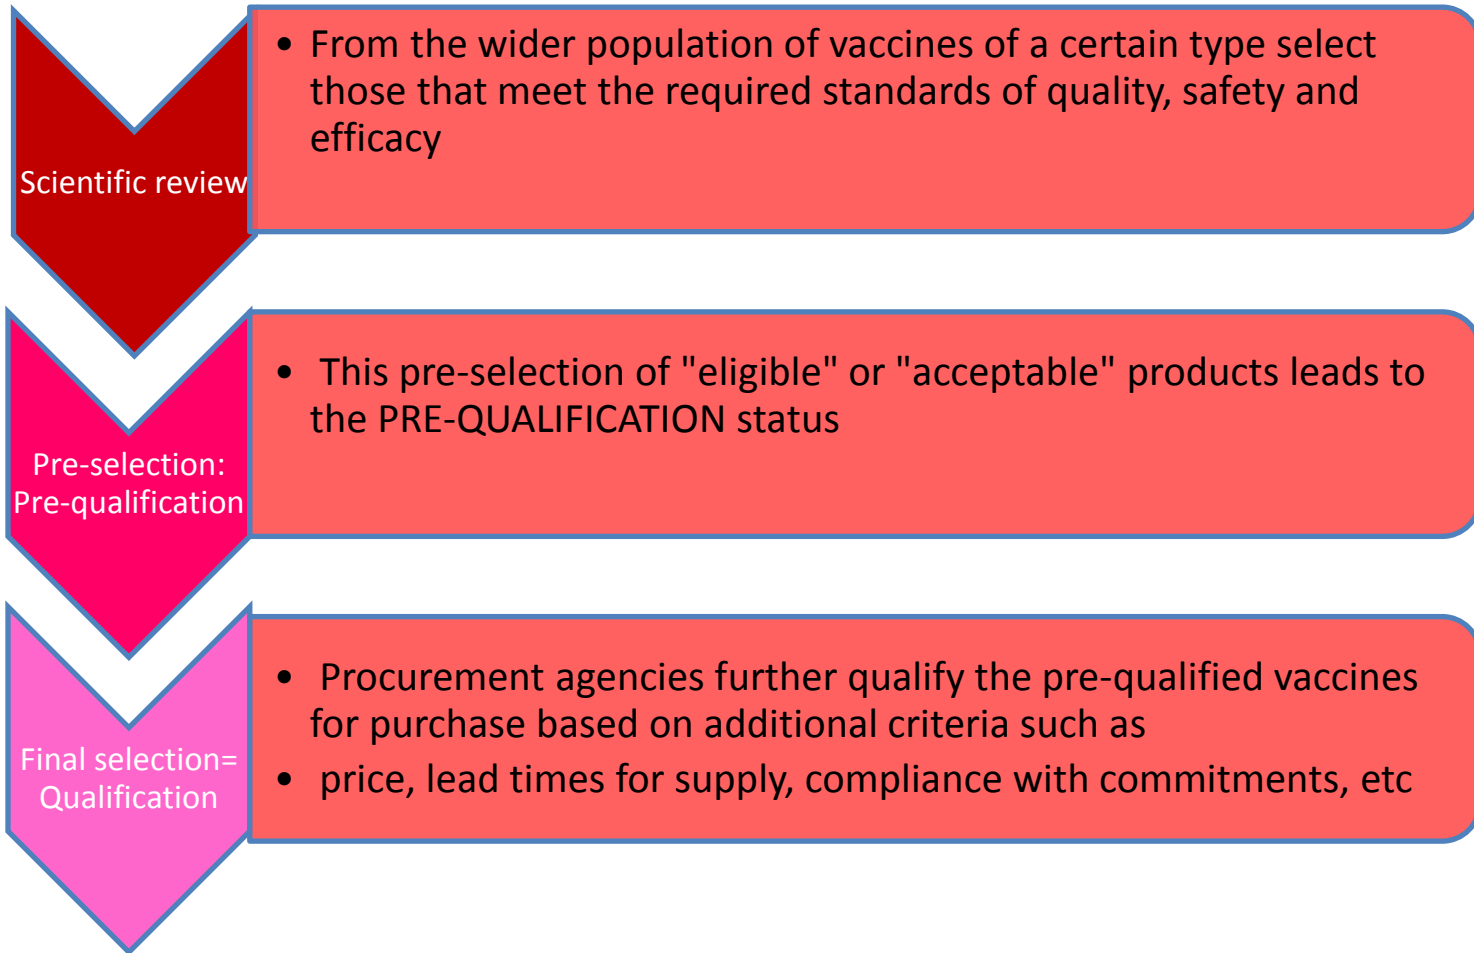 Scientific review
• From the wider population of vaccines of a certain type select
those that meet the required standards of quality, safety and
efficacy
Pre-selection:
Pre-qualification
• This pre-selection of "eligible" or "acceptable" products leads to
the PRE-QUALIFICATION status
Final selection=
Qualification
• Procurement agencies further qualify the pre-qualified vaccines
for purchase based on additional criteria such as
• price, lead times for supply, compliance with commitments, etc